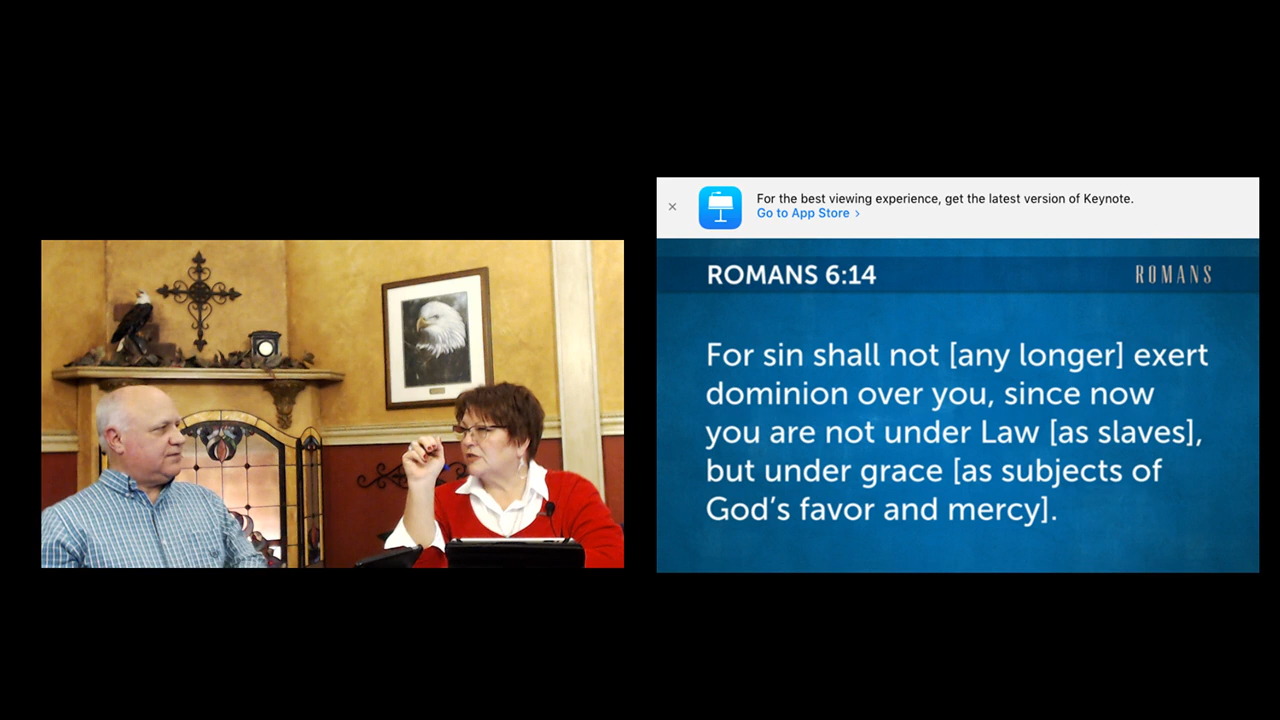 For the best viewing experience, get the latest version of Keynote.
Go to App Store >
ROMANS 6:14
ROMANS
For sin shall not [any longer] exert
dominion over you, since now
you are not under Law [as slaves],
but under grace [as subjects of
God's favor and mercy].